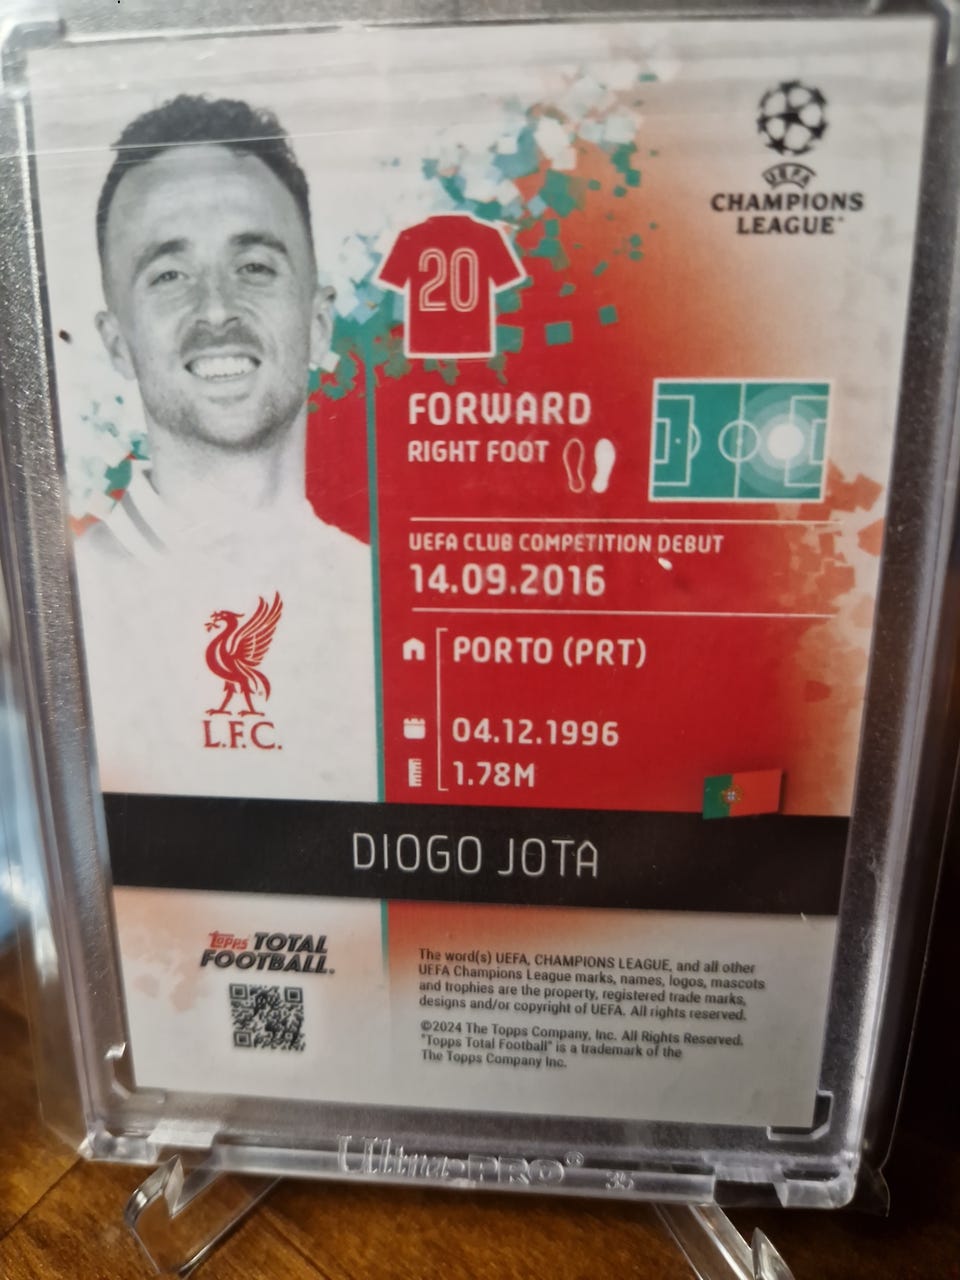 UEFA
CHAMPIONS
LEAGUE
20
FORWARD
RIGHT FOOT
UEFA CLUB COMPETITION DEBUT
14.09.2016
PORTO (PRT)
04.12.1996
1.78M
L.F.C.
DIOGO JOTA
Topps TOTAL
FOOTBALL.
The word(s) UEFA, CHAMPIONS LEAGUE, and all other
UEFA Champions League marks, names, logos, mascots
and trophies are the property, registered trade marks,
designs and/or copyright of UEFA. All rights reserved.
©2024 The Topps Company, Inc. All Rights Reserved.
"Topps Total Football" is a trademark of the
The Topps Company Inc.
Ultra PRO® 35